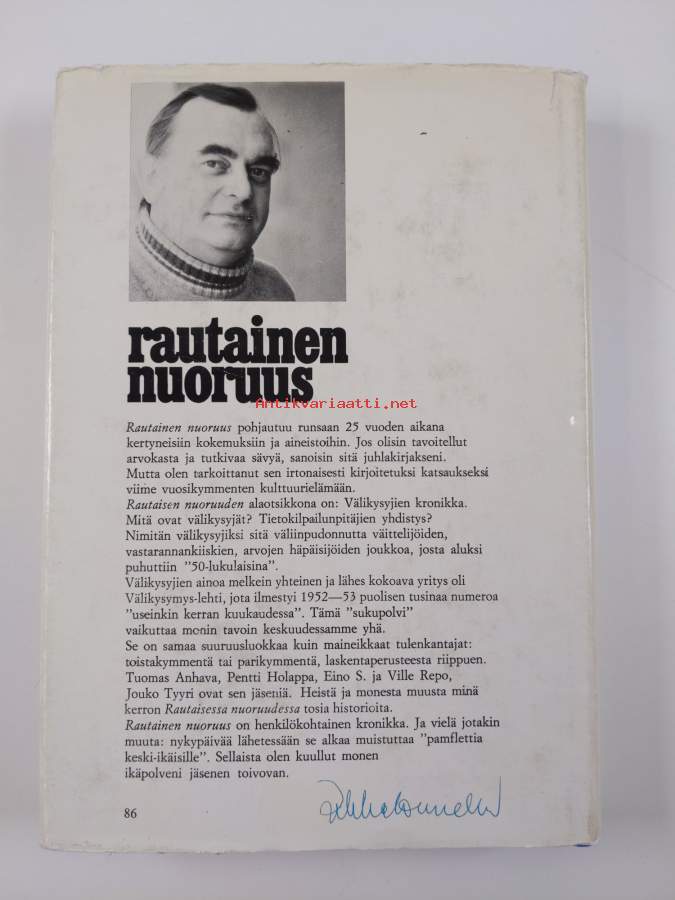 rautainen
nuoruus
Antikvariaatti.net
Rautainen nuoruus pohjautuu runsaan 25 vuoden aikana
kertyneisiin kokemuksiin ja aineistoihin. Jos olisin tavoitellut
arvokasta ja tutkivaa sävyä, sanoisin sitä juhlakirjakseni.
Mutta olen tarkoittanut sen irtonaisesti kirjoitetuksi katsaukseksi
viime vuosikymmenten kulttuurielämään.
Rautaisen nuoruuden alaotsikkona on: Välikysyjien kronikka.
Mitä ovat välikysyjät? Tietokilpailunpitäjien yhdistys?
Nimitän välikysyjiksi sitä väliinpudonnutta väittelijöiden,
vastarannankiiskien, arvojen häpäisijöiden joukkoa, josta aluksi
puhuttiin "50-lukulaisina".
Välikysyjien ainoa melkein yhteinen ja lähes kokoava yritys oli
Välikysymys-lehti, jota ilmestyi 1952—53 puolisen tusinaa numeroa
"useinkin kerran kuukaudessa". Tämä "sukupolvi"
vaikuttaa monin tavoin keskuudessamme yhä.
Se on samaa suuruusluokkaa kuin maineikkaat tulenkantajat:
toistakymmentä tai parikymmentä, laskentaperusteesta riippuen.
Tuomas Anhava, Pentti Holappa, Eino S. ja Ville Repo,
Jouko Tyyri ovat sen jäseniä. Heistä ja monesta muusta minä
kerron Rautaisessa nuoruudessa tosia historioita.
Rautainen nuoruus on henkilökohtainen kronikka. Ja vielä jotakin
muuta: nykypäivää lähetessään se alkaa muistuttaa "pamflettia
keski-ikäisille". Sellaista olen kuullut monen
ikäpolveni jäsenen toivovan.
86